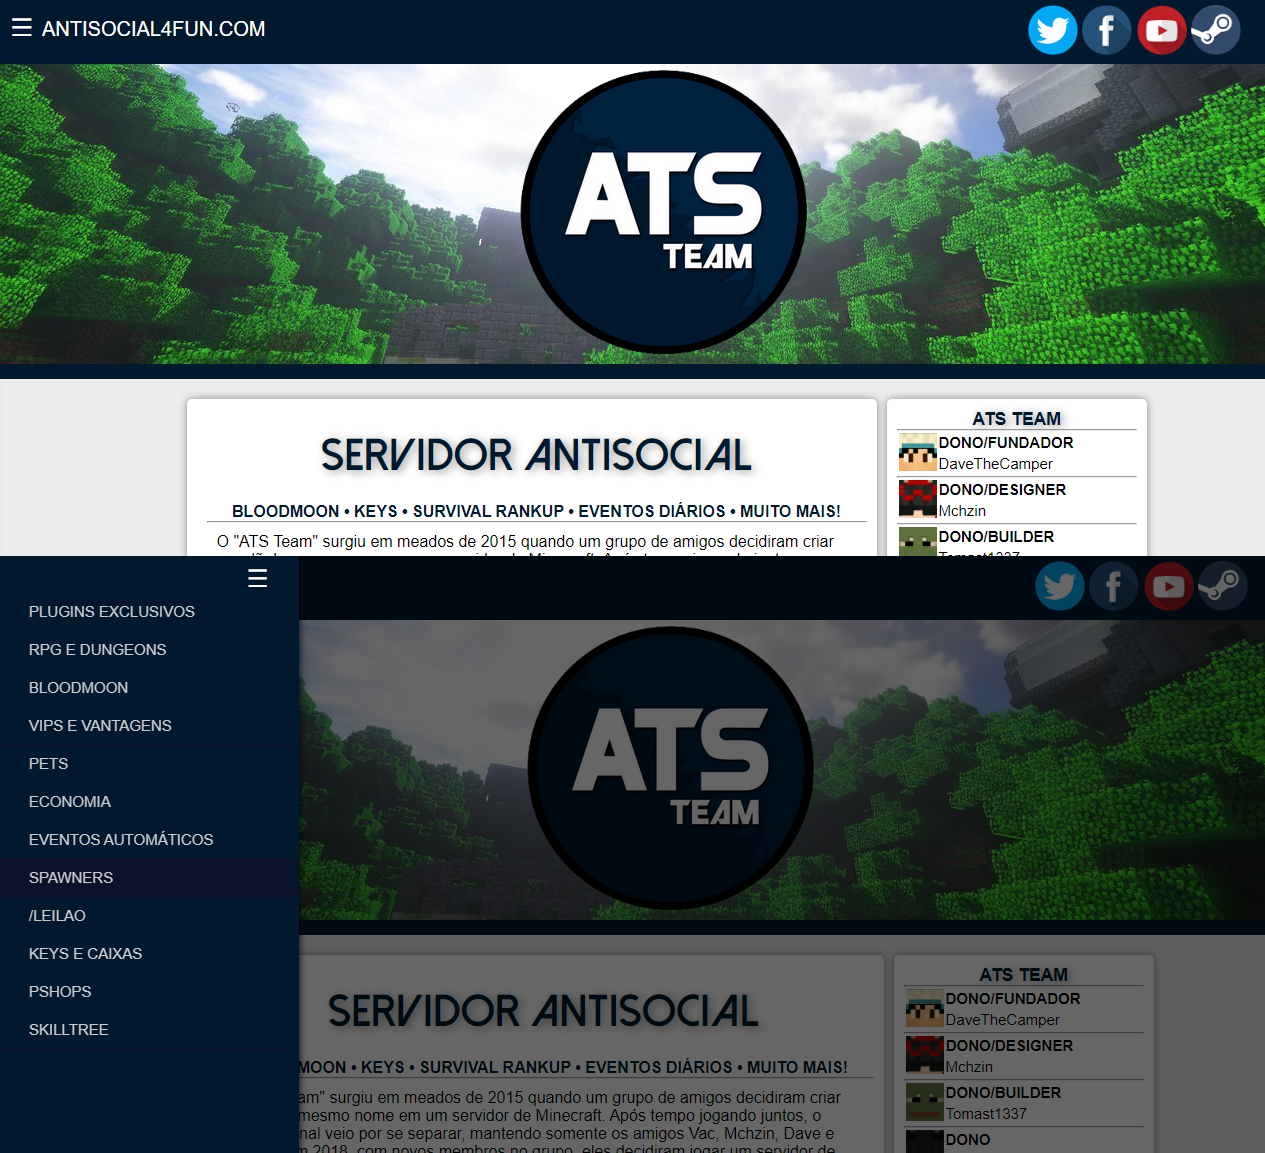 ☰ ANTISOCIAL4FUN.COM
ATS
TEAM
SERVIDOR ANTISOCIAL
BLOODMOON • KEYS • SURVIVAL RANKUP • EVENTOS DIÁRIOS • MUITO MAIS!
O "ATS Team" surgiu em meados de 2015 quando um grupo de amigos decidiram criar
ATS TEAM
DONO/FUNDADOR
DaveTheCamper
DONO/DESIGNER
Mchzin
DONO/BUILDER
Tomast1337
☰
PLUGINS EXCLUSIVOS
RPG E DUNGEONS
BLOODMOON
VIPS E VANTAGENS
PETS
ECONOMIA
EVENTOS AUTOMÁTICOS
SPAWNERS
/LEILAO
KEYS E CAIXAS
PSHOPS
SKILLTREE
ATS
TEAM
SERVIDOR ANTISOCIAL
MOON • KEYS • SURVIVAL RANKUP • EVENTOS DIÁRIOS • MUITO MAIS!
am" surgiu em meados de 2015 quando um grupo de amigos decidiram criar
mesmo nome em um servidor de Minecraft. Após tempo jogando juntos, o
nal veio por se separar, mantendo somente os amigos Vac, Mchzin, Dave e
m 2018, com novos membros no grupo, eles decidiram jogar um servidor de
ATS TEAM
DONO/FUNDADOR
DaveTheCamper
DONO/DESIGNER
Mchzin
DONO/BUILDER
Tomast1337
DONO